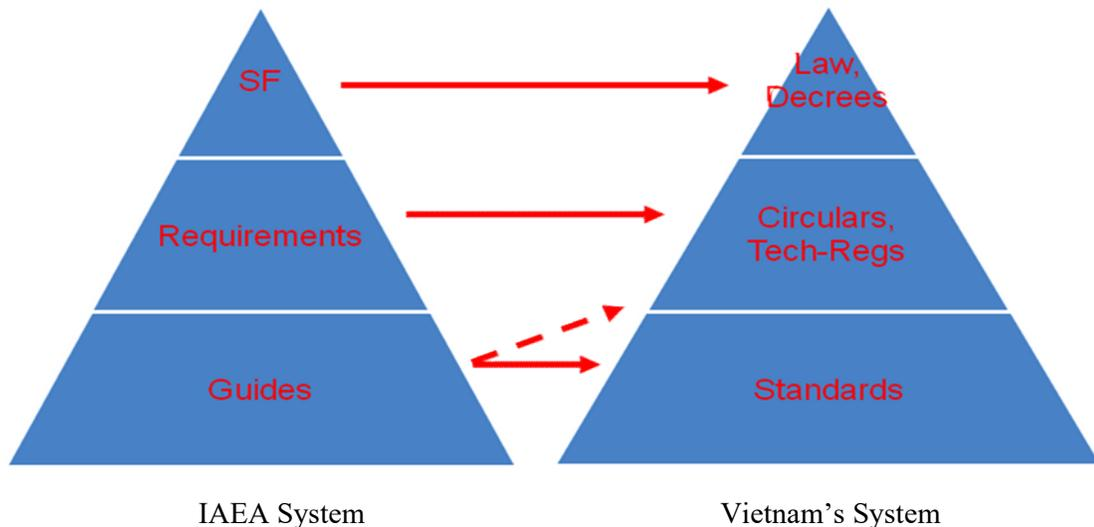 SF
Law,
Decrees
Requirements
Circulars,
Tech-Regs
Guides
Standards
IAEA System
Vietnam’s System